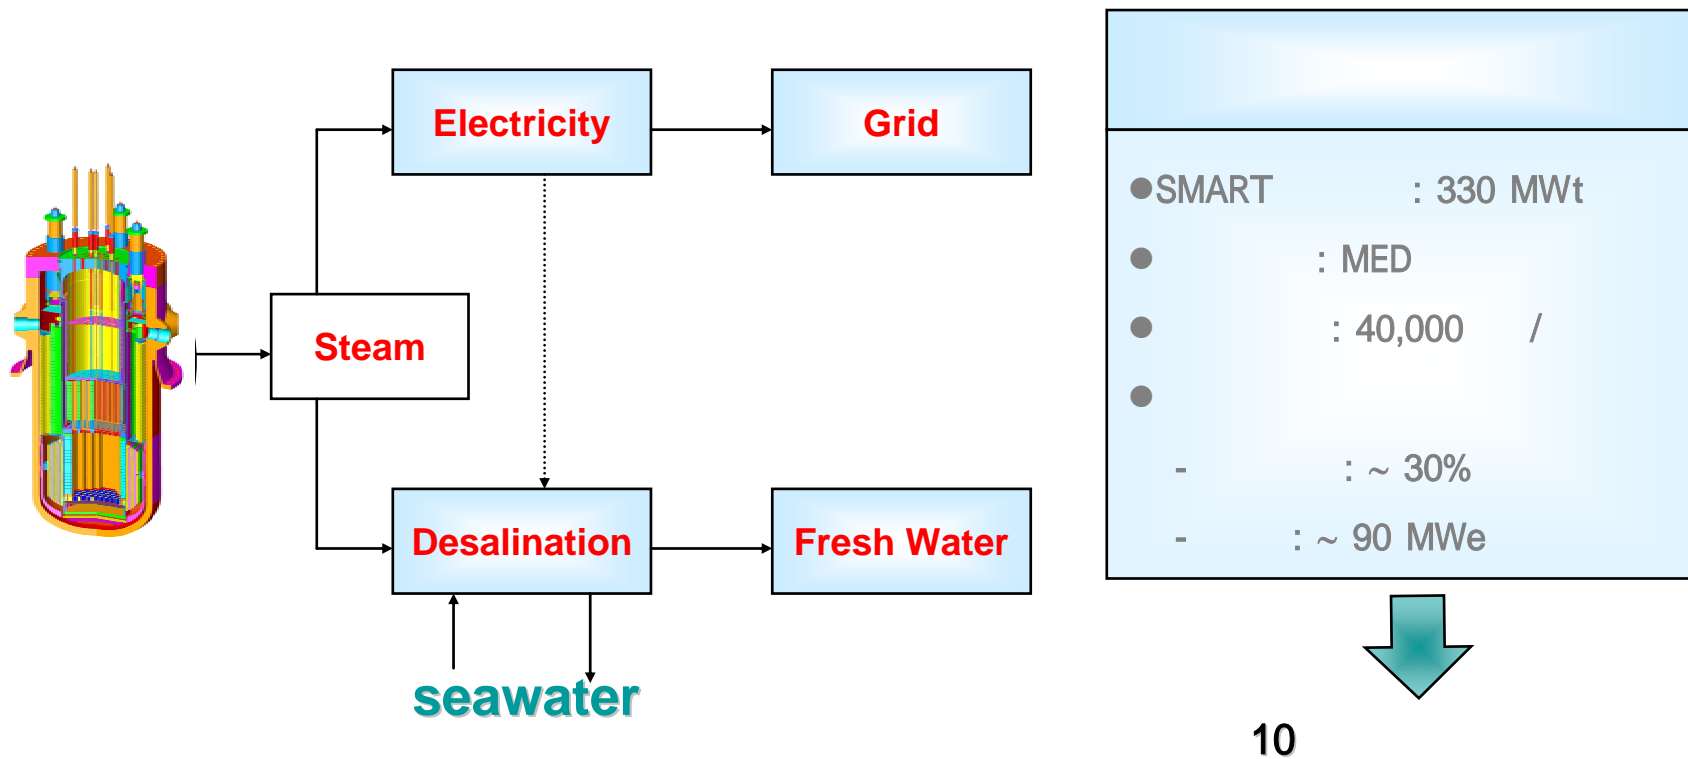 Electricity
Grid
Steam
Desalination
Fresh Water
seawater
●SMART : 330 MWt
● : MED
● : 40,000 /
●
- : ~ 30%
- : ~ 90 MWe
10